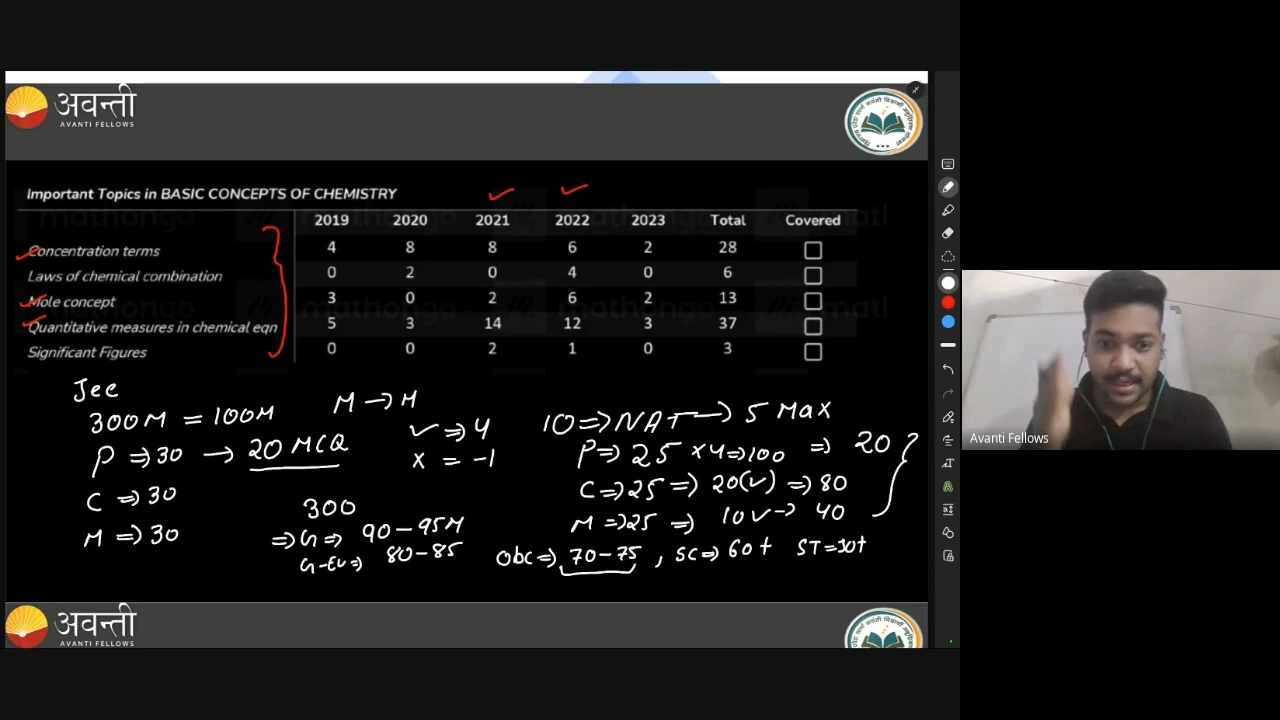 अवन्ती
AVANTI FELLOWS
Important Topics in BASIC CONCEPTS OF CHEMISTRY
2019 2020 2021 2022 2023 Total Covered
Concentration terms 4 8 8 6 2 28
Laws of chemical combination 0 2 0 4 0 6
Mole concept 3 0 2 6 2 13
Quantitative measures in chemical eqn 5 3 14 12 3 37
Significant Figures 0 0 2 1 0 3
mathongo
Jee
300M = 100M
P ⇒ 30 → 20 MCQ
C ⇒ 30
M ⇒ 30
M → M
✓ ⇒ 4
x = -1
300
⇒ G ⇒ 90-95M
G-EW ⇒ 80-85
10 ⇒ NAT → 5 Max
P ⇒ 25 x4 ⇒ 100 ⇒ 20
C ⇒ 25 ⇒ 20(✓) ⇒ 80
M ⇒ 25 ⇒ 10 ✓ → 40
Obc ⇒ 70-75, SC ⇒ 60+ ST = 30+
Avanti Fellows
अवन्ती
AVANTI FELLOWS